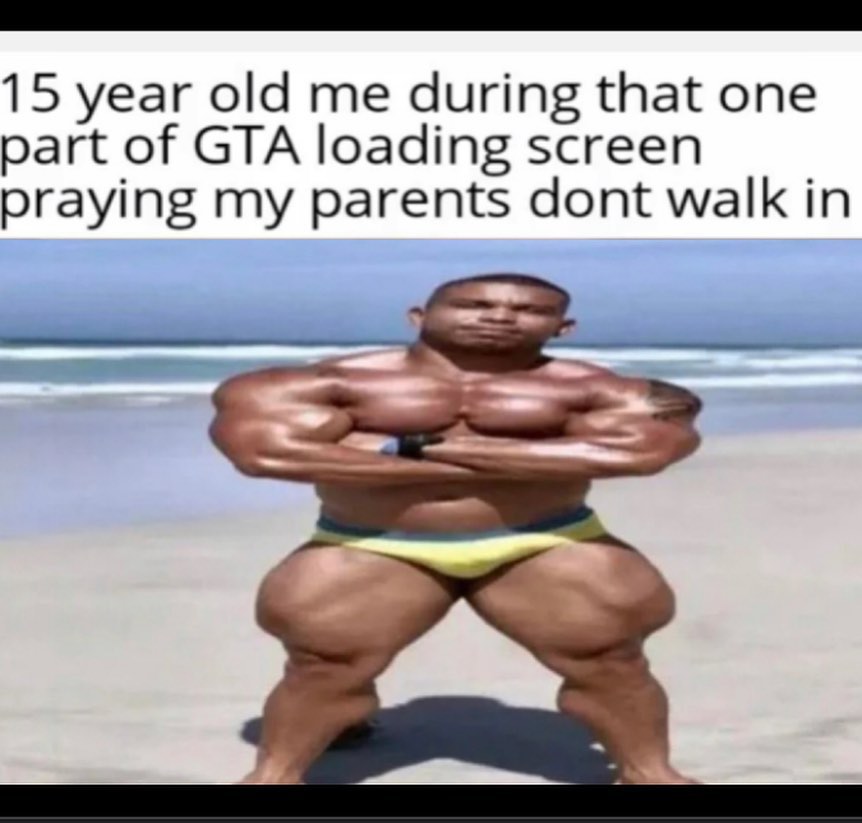 15 year old me during that one
part of GTA loading screen
praying my parents dont walk in